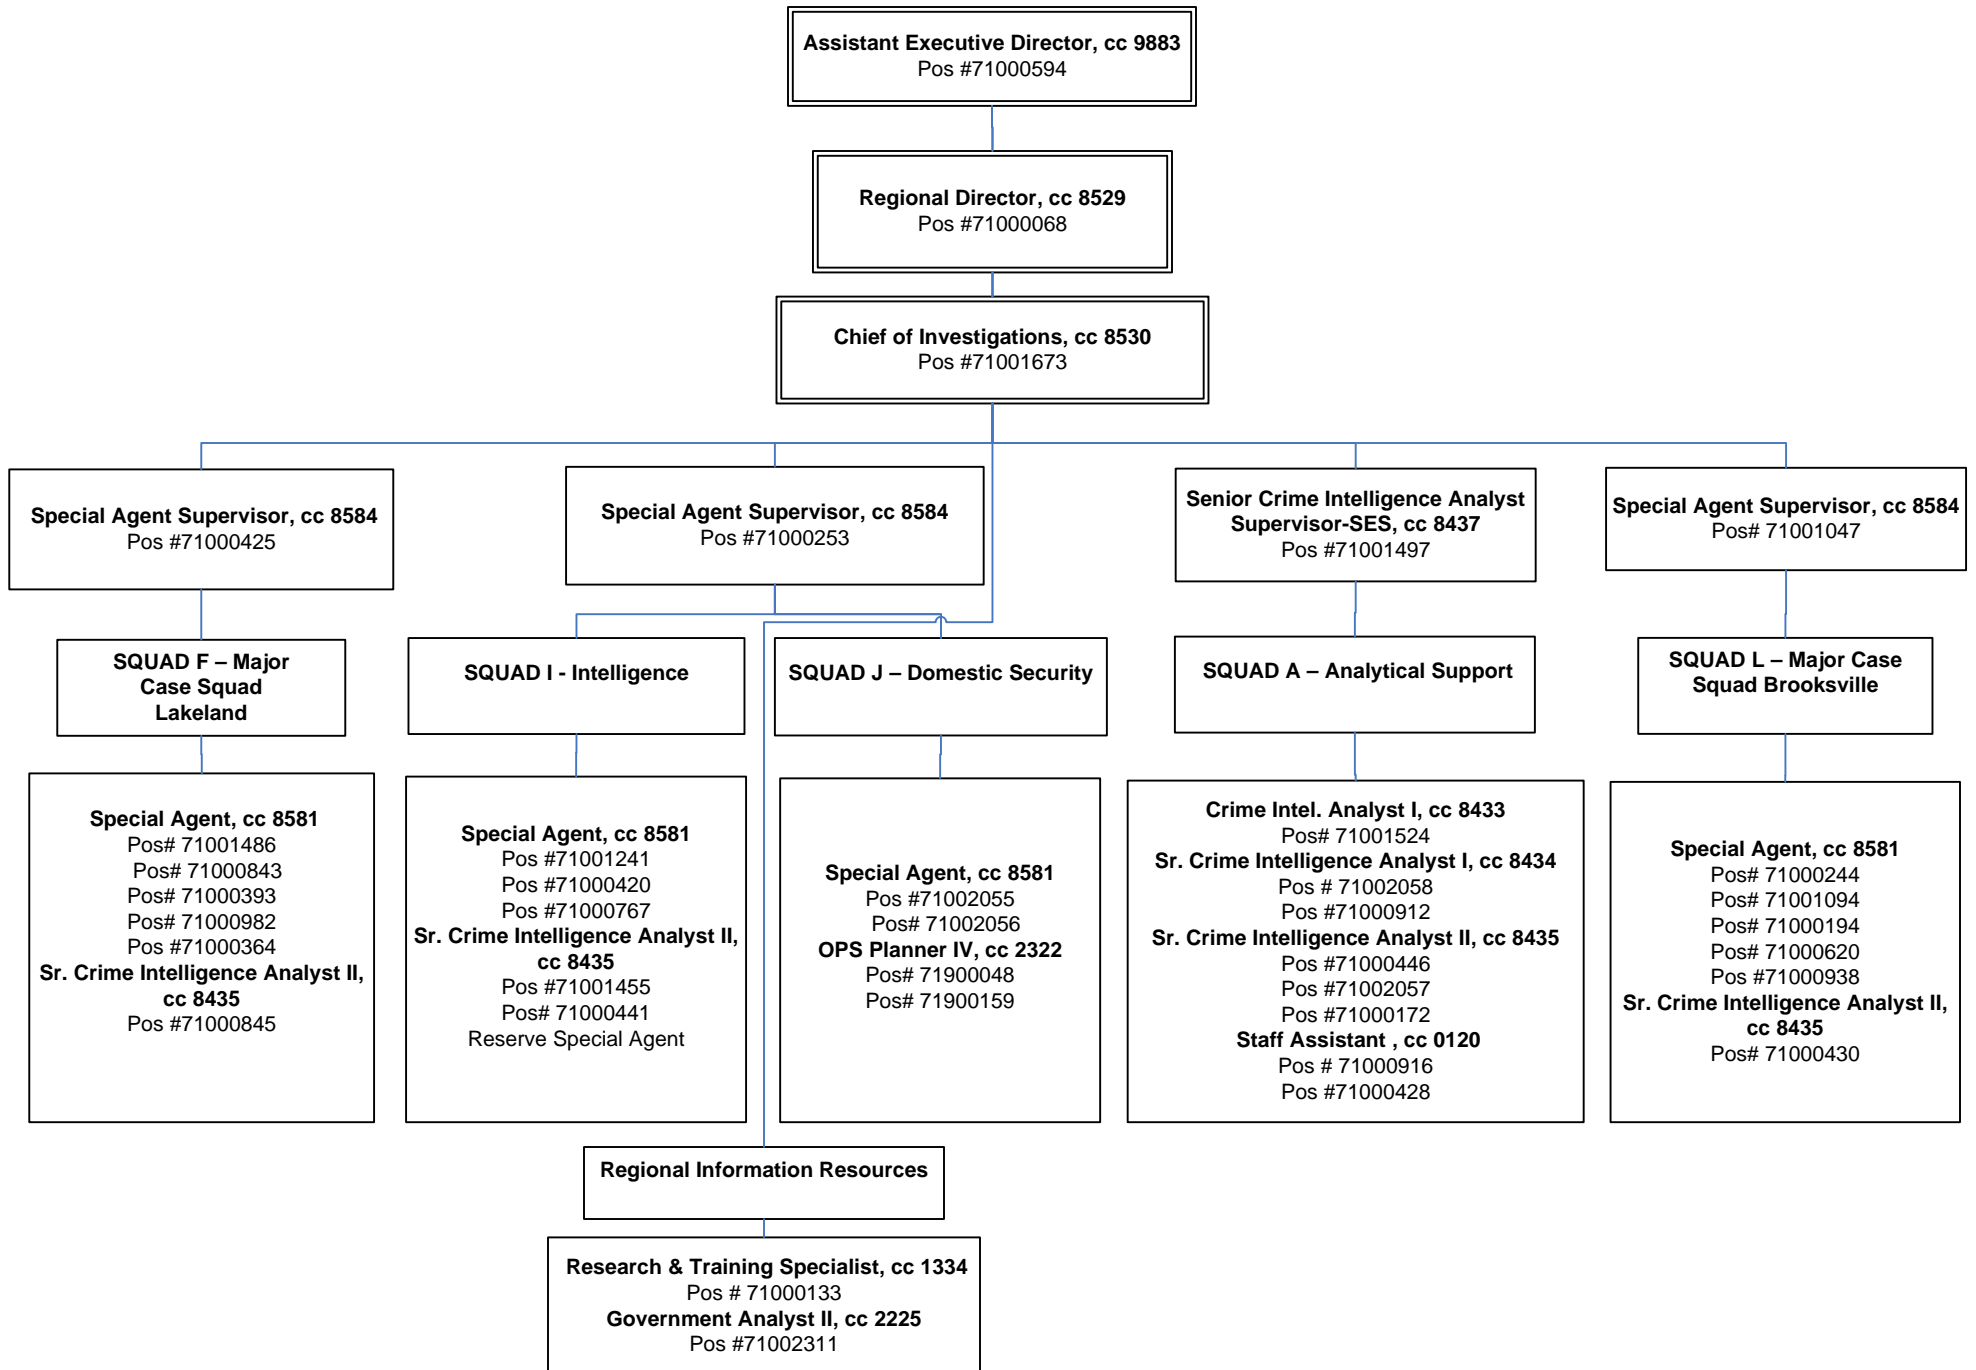 Assistant Executive Director, cc 9883
Pos #71000594
Regional Director, cc 8529
Pos #71000068
Chief of Investigations, cc 8530
Pos #71001673
Special Agent Supervisor, cc 8584
Pos #71000425
Special Agent Supervisor, cc 8584
Pos #71000253
Senior Crime Intelligence Analyst
Supervisor-SES, cc 8437
Pos #71001497
Special Agent Supervisor, cc 8584
Pos# 71001047
SQUAD F – Major
Case Squad
Lakeland
SQUAD I - Intelligence
SQUAD J – Domestic Security
SQUAD A – Analytical Support
SQUAD L – Major Case
Squad Brooksville
Special Agent, cc 8581
Pos# 71001486
Pos# 71000843
Pos# 71000393
Pos# 71000982
Pos #71000364
Sr. Crime Intelligence Analyst II,
cc 8435
Pos #71000845
Special Agent, cc 8581
Pos #71001241
Pos #71000420
Pos #71000767
Sr. Crime Intelligence Analyst II,
cc 8435
Pos #71001455
Pos# 71000441
Reserve Special Agent
Special Agent, cc 8581
Pos #71002055
Pos# 71002056
OPS Planner IV, cc 2322
Pos# 71900048
Pos# 71900159
Crime Intel. Analyst I, cc 8433
Pos# 71001524
Sr. Crime Intelligence Analyst I, cc 8434
Pos # 71002058
Pos #71000912
Sr. Crime Intelligence Analyst II, cc 8435
Pos #71000446
Pos #71002057
Pos #71000172
Staff Assistant , cc 0120
Pos # 71000916
Pos #71000428
Special Agent, cc 8581
Pos# 71000244
Pos# 71001094
Pos# 71000194
Pos# 71000620
Pos #71000938
Sr. Crime Intelligence Analyst II,
cc 8435
Pos# 71000430
Regional Information Resources
Research & Training Specialist, cc 1334
Pos # 71000133
Government Analyst II, cc 2225
Pos #71002311